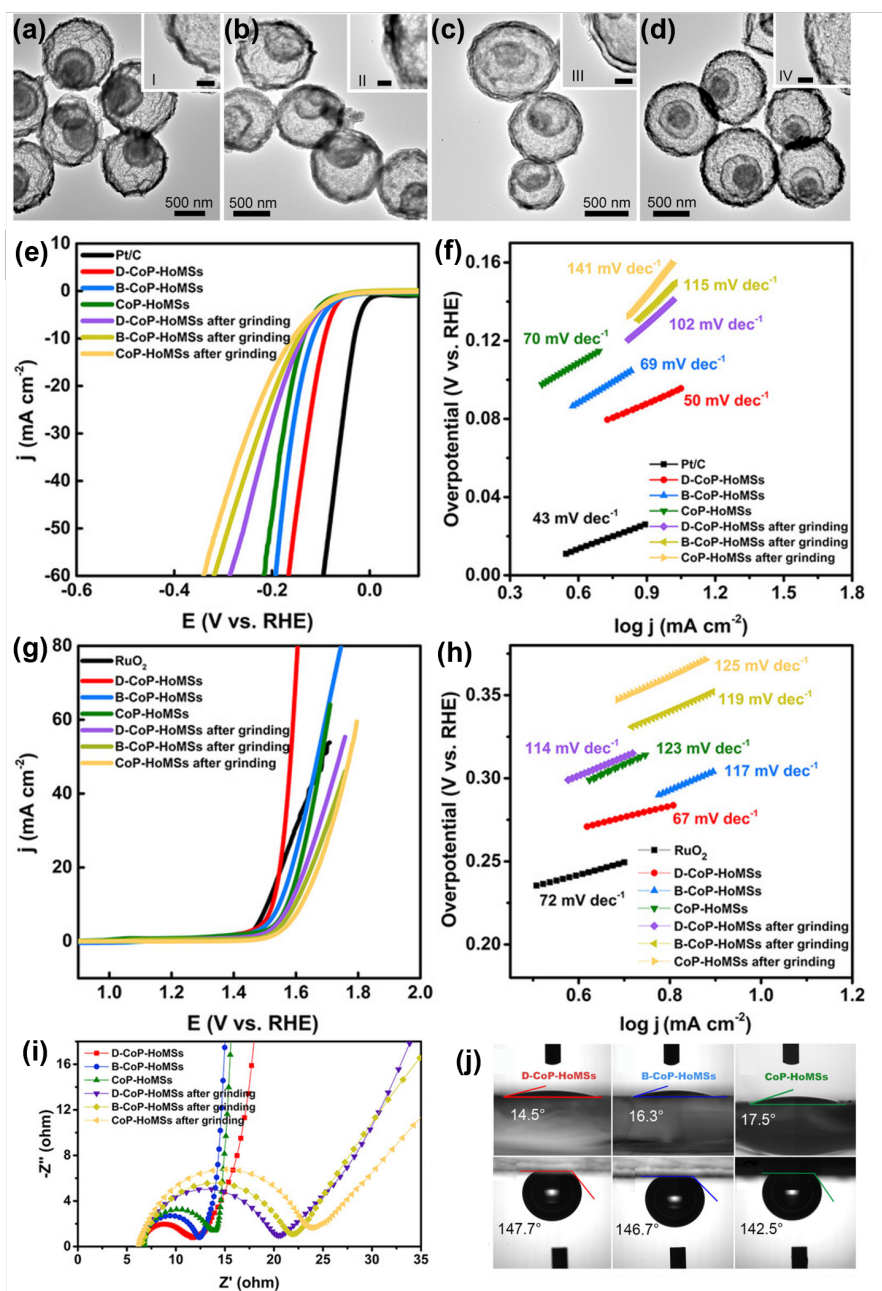 (a)
I
500 nm
(b)
II
500 nm
(c)
III
500 nm
(d)
IV
500 nm
(e)
10
0
-10
-20
-30
-40
-50
-60
j (mA cm⁻²)
Pt/C
D-CoP-HoMSs
B-CoP-HoMSs
CoP-HoMSs
D-CoP-HoMSs after grinding
B-CoP-HoMSs after grinding
CoP-HoMSs after grinding
-0.6
-0.4
-0.2
0.0
E (V vs. RHE)
(f)
0.16
0.12
0.08
0.04
0.00
Overpotential (V vs. RHE)
141 mV dec⁻¹
115 mV dec⁻¹
102 mV dec⁻¹
70 mV dec⁻¹
69 mV dec⁻¹
50 mV dec⁻¹
43 mV dec⁻¹
Pt/C
D-CoP-HoMSs
B-CoP-HoMSs
CoP-HoMSs
D-CoP-HoMSs after grinding
B-CoP-HoMSs after grinding
CoP-HoMSs after grinding
0.3
0.6
0.9
1.2
1.5
1.8
log j (mA cm⁻²)
(g)
80
60
40
20
0
j (mA cm⁻²)
RuO₂
D-CoP-HoMSs
B-CoP-HoMSs
CoP-HoMSs
D-CoP-HoMSs after grinding
B-CoP-HoMSs after grinding
CoP-HoMSs after grinding
1.0
1.2
1.4
1.6
1.8
2.0
E (V vs. RHE)
(h)
0.35
0.30
0.25
0.20
Overpotential (V vs. RHE)
125 mV dec⁻¹
119 mV dec⁻¹
114 mV dec⁻¹
123 mV dec⁻¹
117 mV dec⁻¹
67 mV dec⁻¹
72 mV dec⁻¹
RuO₂
D-CoP-HoMSs
B-CoP-HoMSs
CoP-HoMSs
D-CoP-HoMSs after grinding
B-CoP-HoMSs after grinding
CoP-HoMSs after grinding
0.6
0.8
1.0
1.2
log j (mA cm⁻²)
(i)
-18
-16
-14
-12
-10
-8
-6
-4
-2
0
-Z'' (ohm)
D-CoP-HoMSs
B-CoP-HoMSs
CoP-HoMSs
D-CoP-HoMSs after grinding
B-CoP-HoMSs after grinding
CoP-HoMSs after grinding
0
5
10
15
20
25
30
35
Z' (ohm)
(j)
D-CoP-HoMSs
B-CoP-HoMSs
CoP-HoMSs
14.5°
16.3°
17.5°
147.7°
146.7°
142.5°